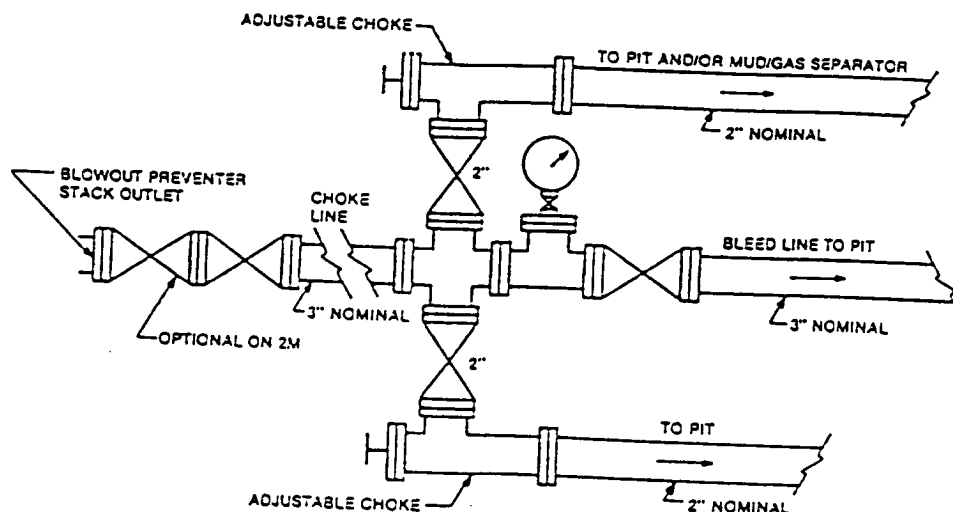 ADJUSTABLE CHOKE
TO PIT AND/OR MUD/GAS SEPARATOR
2" NOMINAL
2"
BLOWOUT PREVENTER
STACK OUTLET
CHOKE
LINE
BLEED LINE TO PIT
3" NOMINAL
3" NOMINAL
OPTIONAL ON 2M
2"
TO PIT
ADJUSTABLE CHOKE
2" NOMINAL